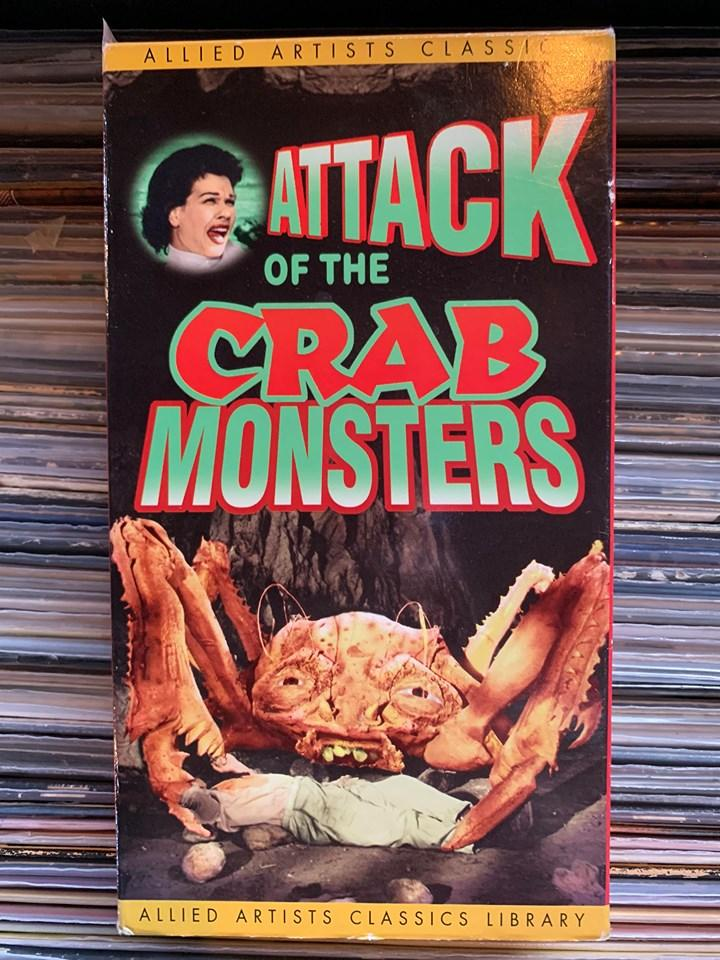 ALLIED ARTISTS CLASSIC
ATTACK
OF THE
CRAB
MONSTERS
ALLIED ARTISTS CLASSICS LIBRARY